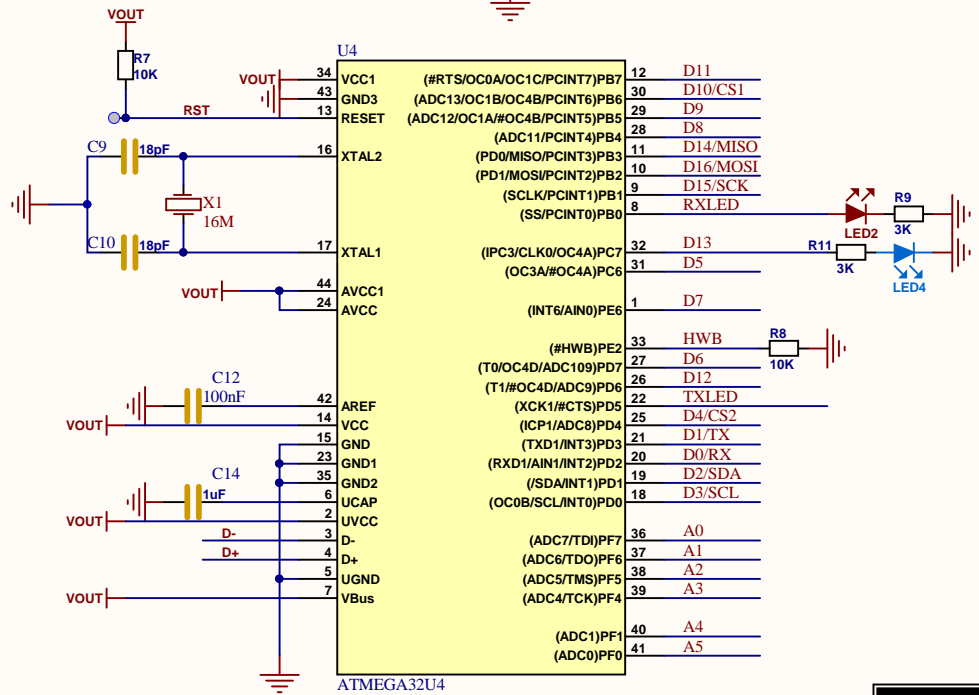 VOUT
R7
10K
RST
U4
VOUT 34 VCC1 (#RTS/OC0A/OC1C/PCINT7)PB7 12 D11
43 GND3 (ADC13/OC1B/OC4B/PCINT6)PB6 30 D10/CS1
13 RESET (ADC12/OC1A/#OC4B/PCINT5)PB5 29 D9
(ADC11/PCINT4)PB4 28 D8
C9 18pF 16 XTAL2 (PD0/MISO/PCINT3)PB3 11 D14/MISO
(PD1/MOSI/PCINT2)PB2 10 D16/MOSI
(SCLK/PCINT1)PB1 9 D15/SCK
X1
16M
(SS/PCINT0)PB0 8 RXLED
LED2
R9
3K
C10 18pF 17 XTAL1 (IPC3/CLK0/OC4A)PC7 32 D13
R11
3K
LED4
(OC3A/#OC4A)PC6 31 D5
VOUT 44 AVCC1
24 AVCC (INT6/AIN0)PE6 1 D7
(#HWB)PE2 33 HWB
R8
10K
(T0/OC4D/ADC109)PD7 27 D6
(T1/#OC4D/ADC9)PD6 26 D12
C12
100nF
42 AREF (XCK1/#CTS)PD5 22 TXLED
VOUT 14 VCC (ICP1/ADC8)PD4 25 D4/CS2
15 GND (TXD1/INT3)PD3 21 D1/TX
23 GND1 (RXD1/AIN1/INT2)PD2 20 D0/RX
35 GND2 (/SDA/INT1)PD1 19 D2/SDA
C14
1uF
6 UCAP (OC0B/SCL/INT0)PD0 18 D3/SCL
VOUT 2 UVCC
D- 3 D- (ADC7/TDI)PF7 36 A0
D+ 4 D+ (ADC6/TDO)PF6 37 A1
5 UGND (ADC5/TMS)PF5 38 A2
VOUT 7 VBus (ADC4/TCK)PF4 39 A3
(ADC1)PF1 40 A4
(ADC0)PF0 41 A5
ATMEGA32U4